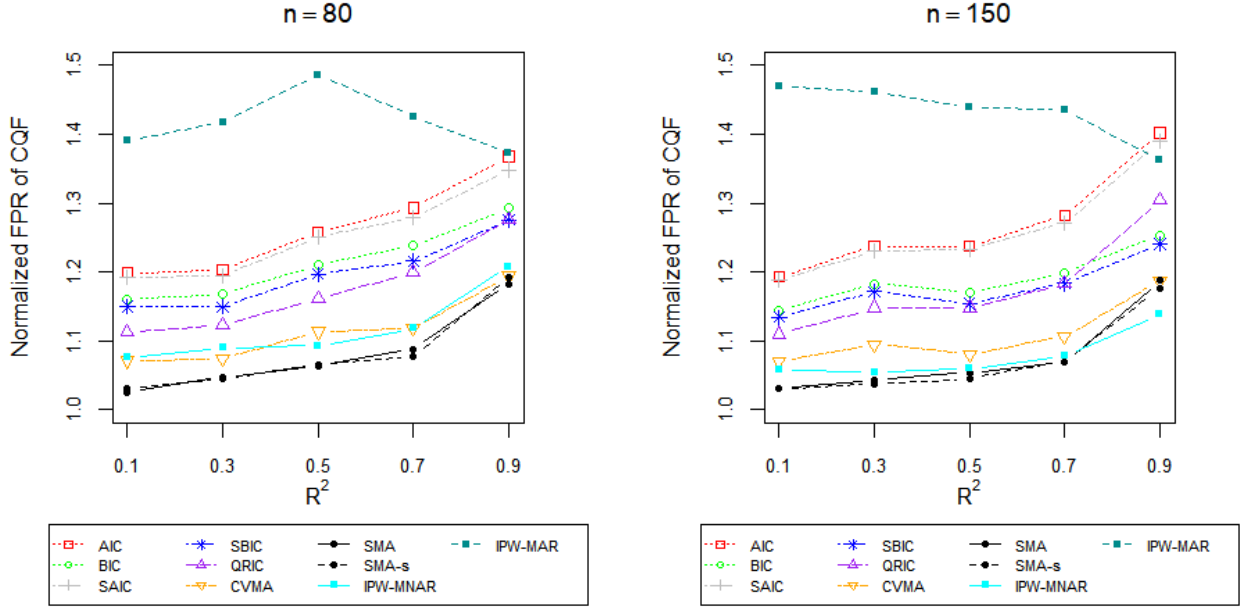 n = 80
Normalized FPR of CQF
1.5
1.4
1.3
1.2
1.1
1.0
0.1 0.3 0.5 0.7 0.9
R²
AIC SBIC SMA IPW-MAR
BIC QRIC SMA-s
SAIC CVMA IPW-MNAR
n = 150
Normalized FPR of CQF
1.5
1.4
1.3
1.2
1.1
1.0
0.1 0.3 0.5 0.7 0.9
R²
AIC SBIC SMA IPW-MAR
BIC QRIC SMA-s
SAIC CVMA IPW-MNAR